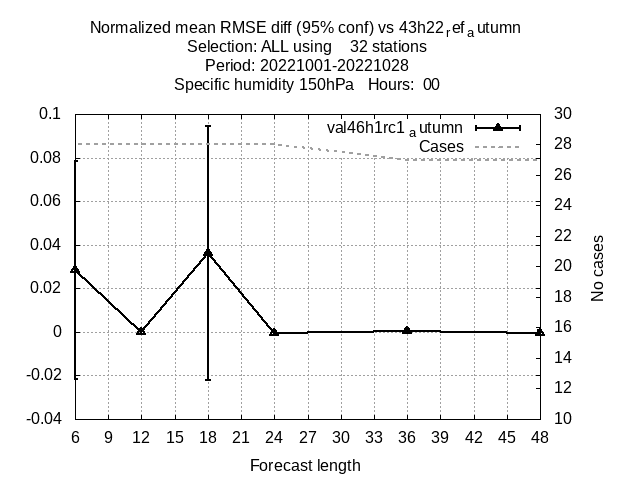 Normalized mean RMSE diff (95% conf) vs 43h22refautumn
Selection: ALL using 32 stations
Period: 20221001-20221028
Specific humidity 150hPa Hours: 00
val46h1rc1autumn
Cases
0.1
0.08
0.06
0.04
0.02
0
-0.02
-0.04
30
28
26
24
22
20
18
16
14
12
10
No cases
6 9 12 15 18 21 24 27 30 33 36 39 42 45 48
Forecast length